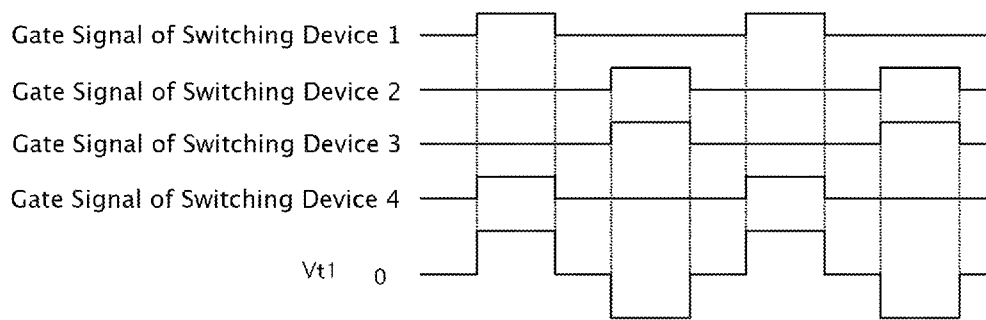 Gate Signal of Switching Device 1
Gate Signal of Switching Device 2
Gate Signal of Switching Device 3
Gate Signal of Switching Device 4
Vt1 0